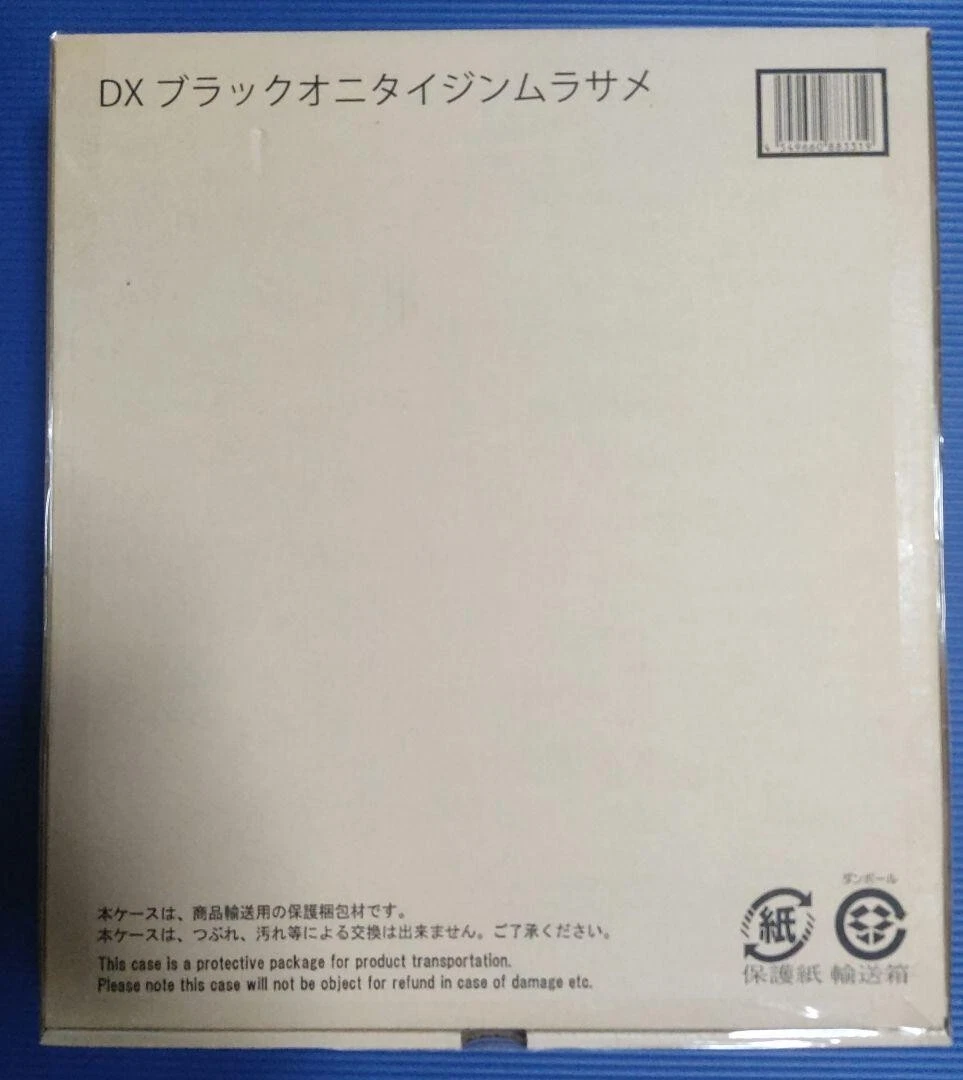 DX ブラックオニタイジンムラサメ
4 549660 883319
本ケースは、商品輸送用の保護梱包材です。
本ケースは、つぶれ、汚れ等による交換は出来ません。ご了承ください。
This case is a protective package for product transportation.
Please note this case will not be object for refund in case of damage etc.
紙
保護紙
ダンボール
輸送箱